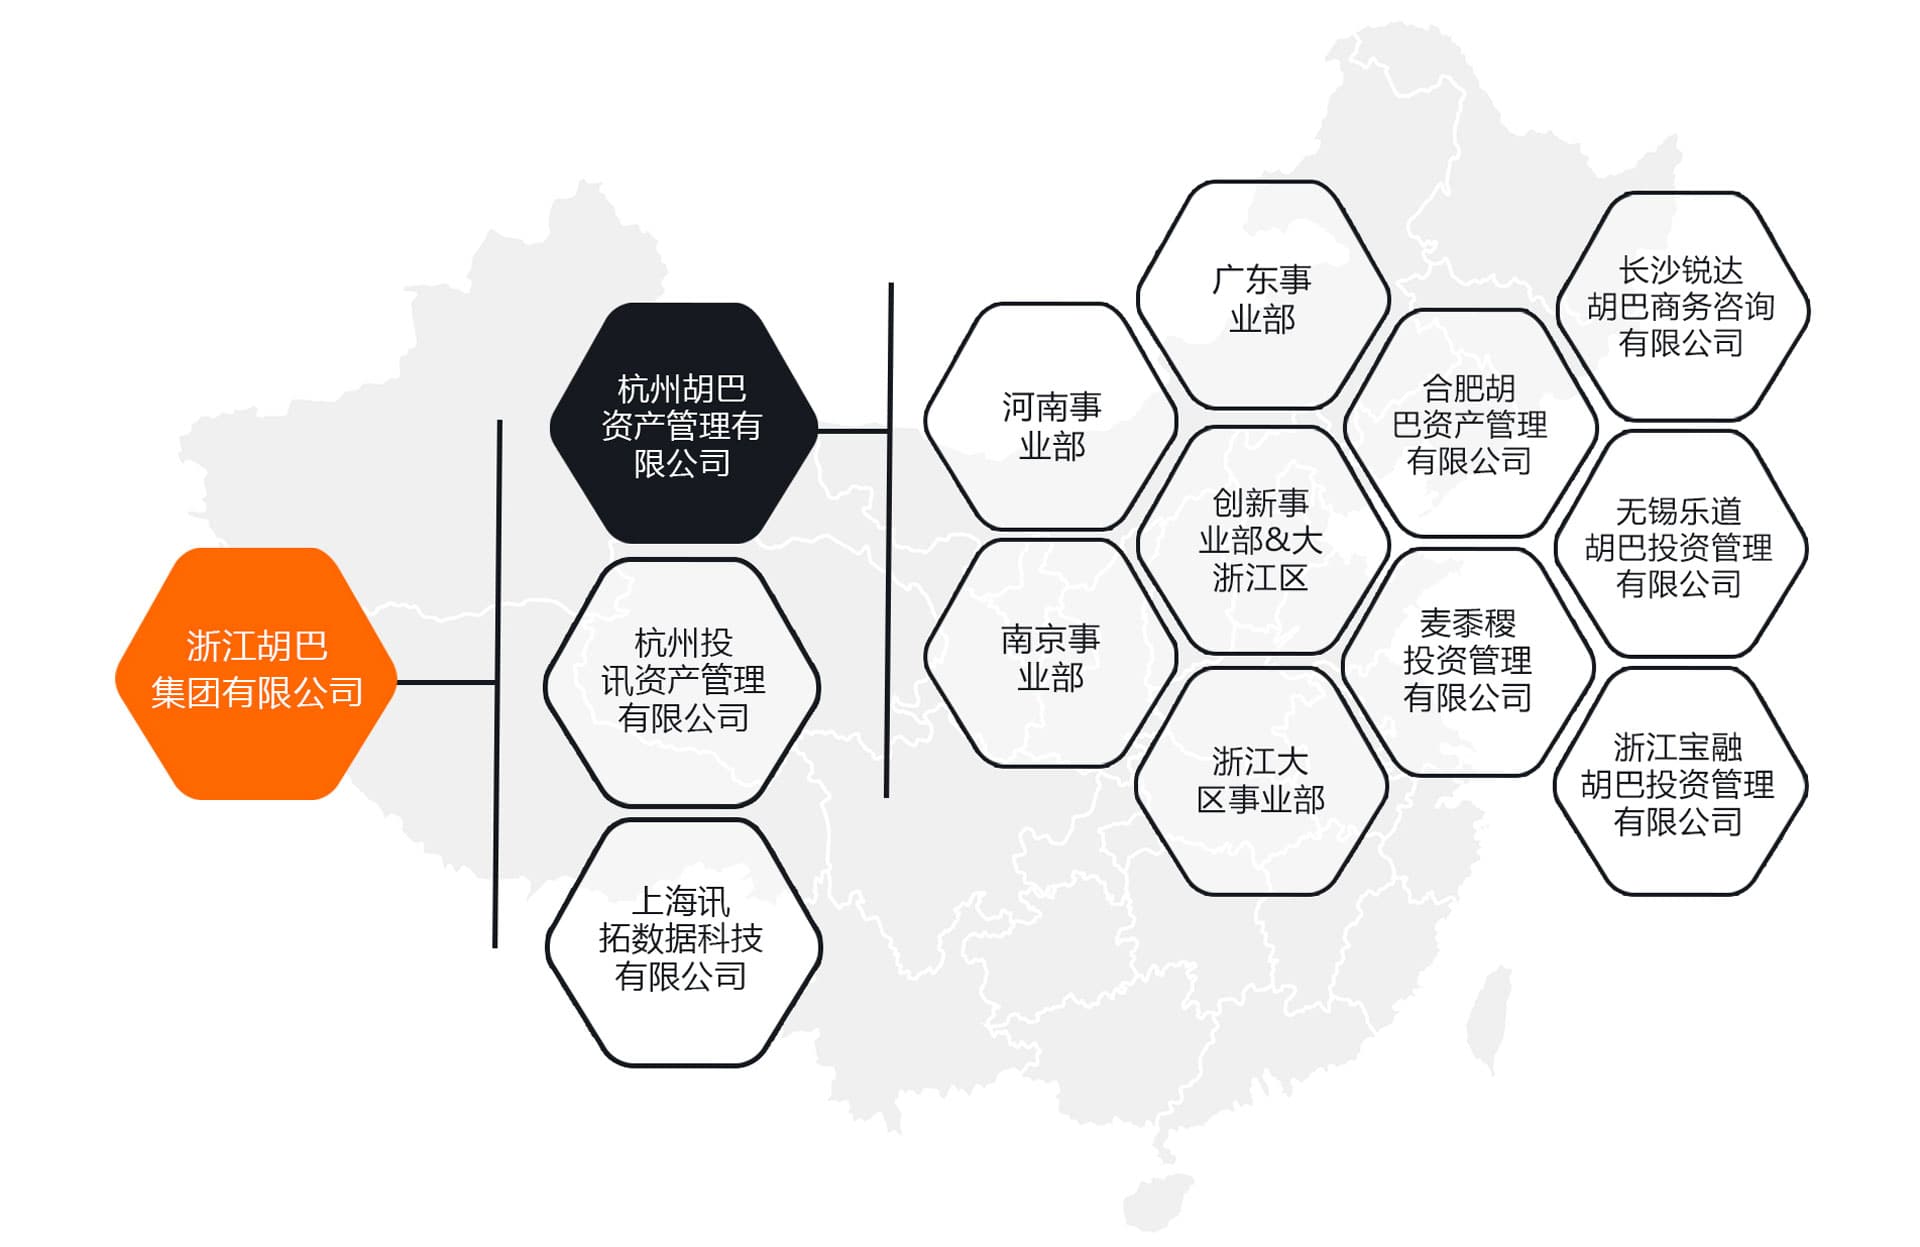 浙江胡巴
集团有限公司
杭州胡巴
资产管理有
限公司
杭州投
讯资产管理
有限公司
上海讯
拓数据科技
有限公司
河南事
业部
南京事
业部
广东事
业部
创新事
业部&大
浙江区
浙江大
区事业部
合肥胡
巴资产管理
有限公司
麦黍稷
投资管理
有限公司
长沙锐达
胡巴商务咨询
有限公司
无锡乐道
胡巴投资管理
有限公司
浙江宝融
胡巴投资管理
有限公司